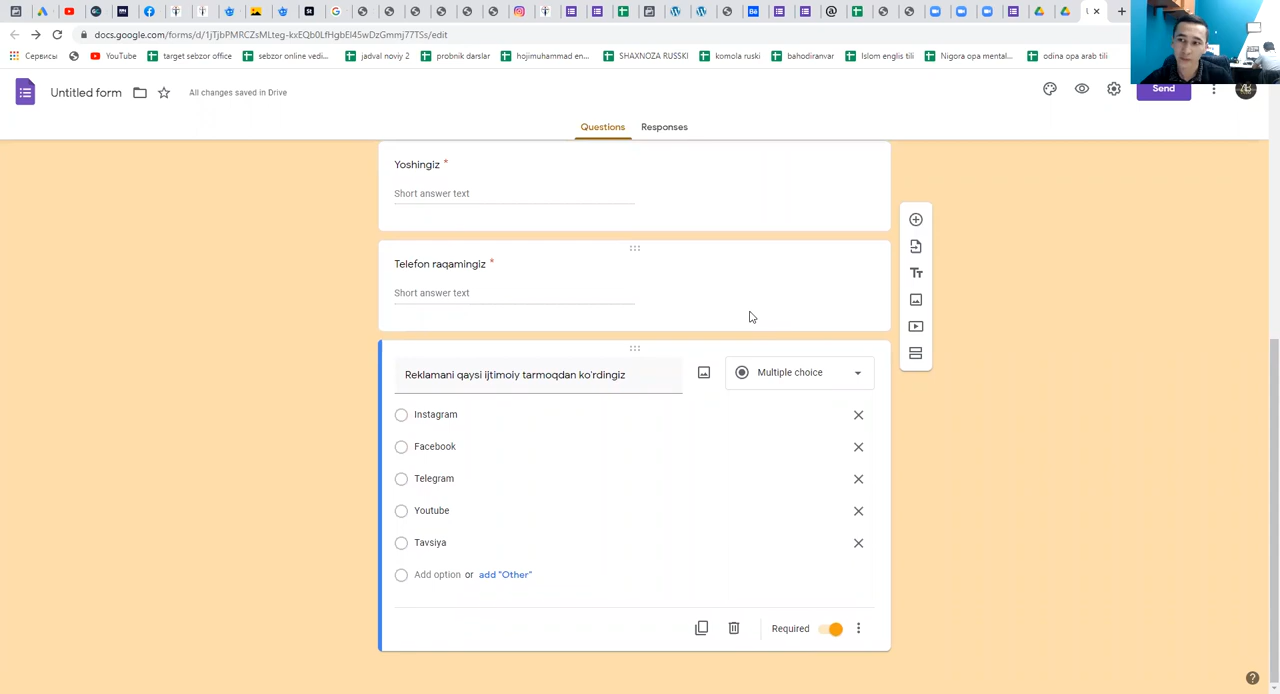 docs.google.com/forms/d/1jTjbPMRCZsMLteg-kxEQb0LfHgbEl45wDzGmmj77TSs/edit
Сервисы YouTube target sebzor office sebzor online vedi... jadval noviy 2 probnik darslar hojimuhammad en... SHAXNOZA RUSSKI komola ruski bahodiranvar Islom englis tili Nigora opa mental... odina opa arab tili
Untitled form All changes saved in Drive Send
Questions Responses
Yoshingiz *
Short answer text
Telefon raqamingiz *
Short answer text
Reklamani qaysi ijtimoiy tarmoqdan ko'rdingiz Multiple choice
Instagram
Facebook
Telegram
Youtube
Tavsiya
Add option or add "Other"
Required